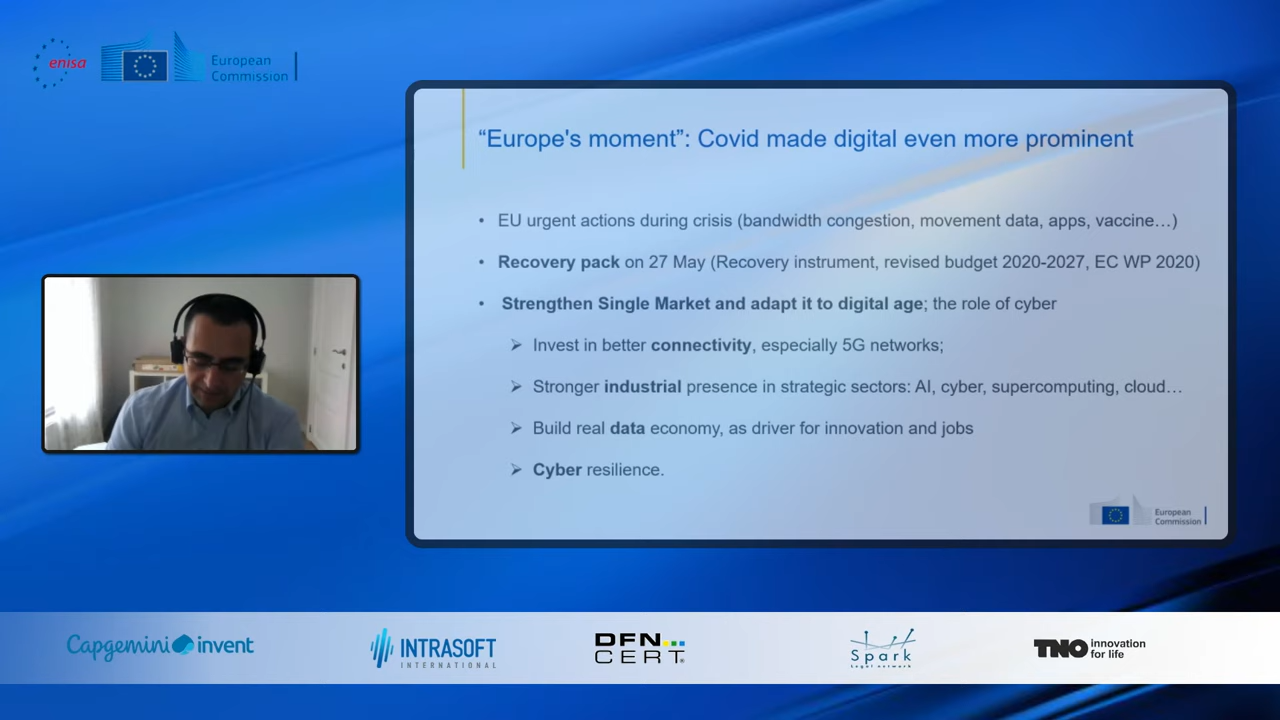 enisa
European
Commission
“Europe's moment”: Covid made digital even more prominent
• EU urgent actions during crisis (bandwidth congestion, movement data, apps, vaccine…)
• Recovery pack on 27 May (Recovery instrument, revised budget 2020-2027, EC WP 2020)
• Strengthen Single Market and adapt it to digital age; the role of cyber
➢ Invest in better connectivity, especially 5G networks;
➢ Stronger industrial presence in strategic sectors: AI, cyber, supercomputing, cloud…
➢ Build real data economy, as driver for innovation and jobs
➢ Cyber resilience.
European
Commission
Capgemini invent
INTRASOFT
INTERNATIONAL
DFN
CERT®
Spark
Legal network
TNO innovation
for life